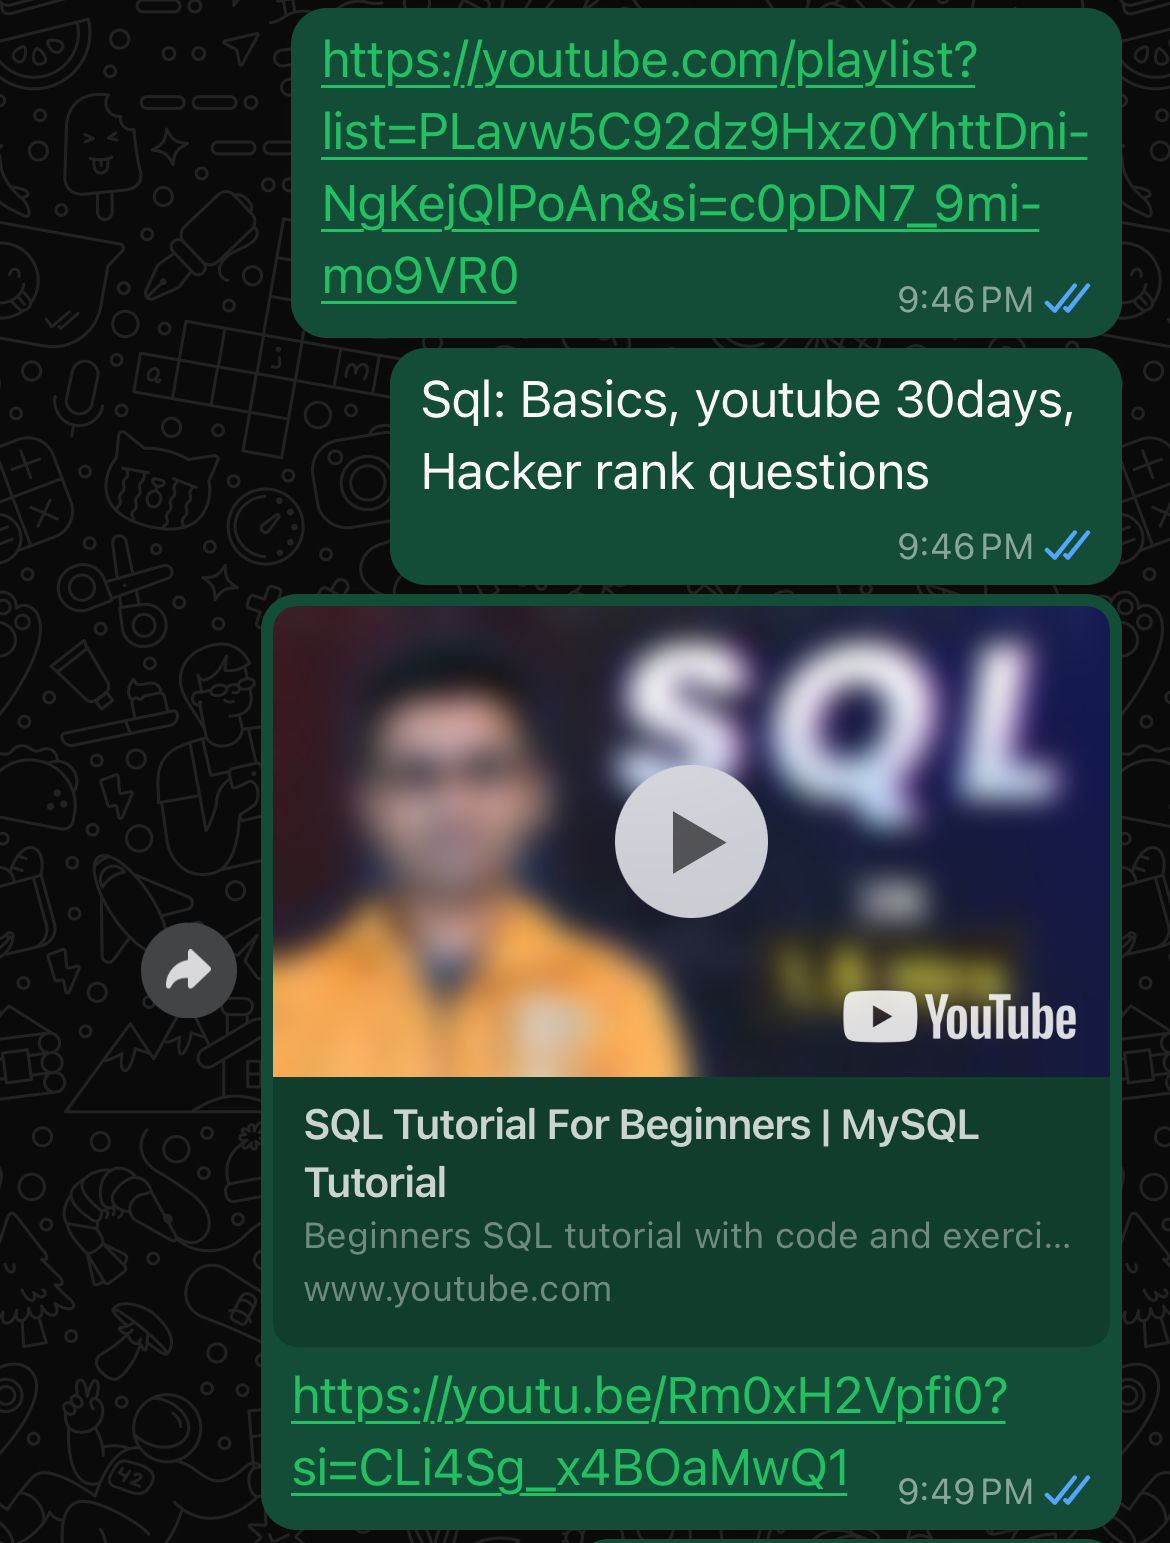 https://youtube.com/playlist?
list=PLavw5C92dz9Hxz0YhttDni-
NgKejQlPoAn&si=c0pDN7_9mi-
mo9VR0
9:46 PM
Sql: Basics, youtube 30days,
Hacker rank questions
9:46 PM
SQL
YouTube
SQL Tutorial For Beginners | MySQL
Tutorial
Beginners SQL tutorial with code and exerci...
www.youtube.com
https://youtu.be/Rm0xH2Vpfi0?
si=CLi4Sg_x4BOaMwQ1
9:49 PM
42